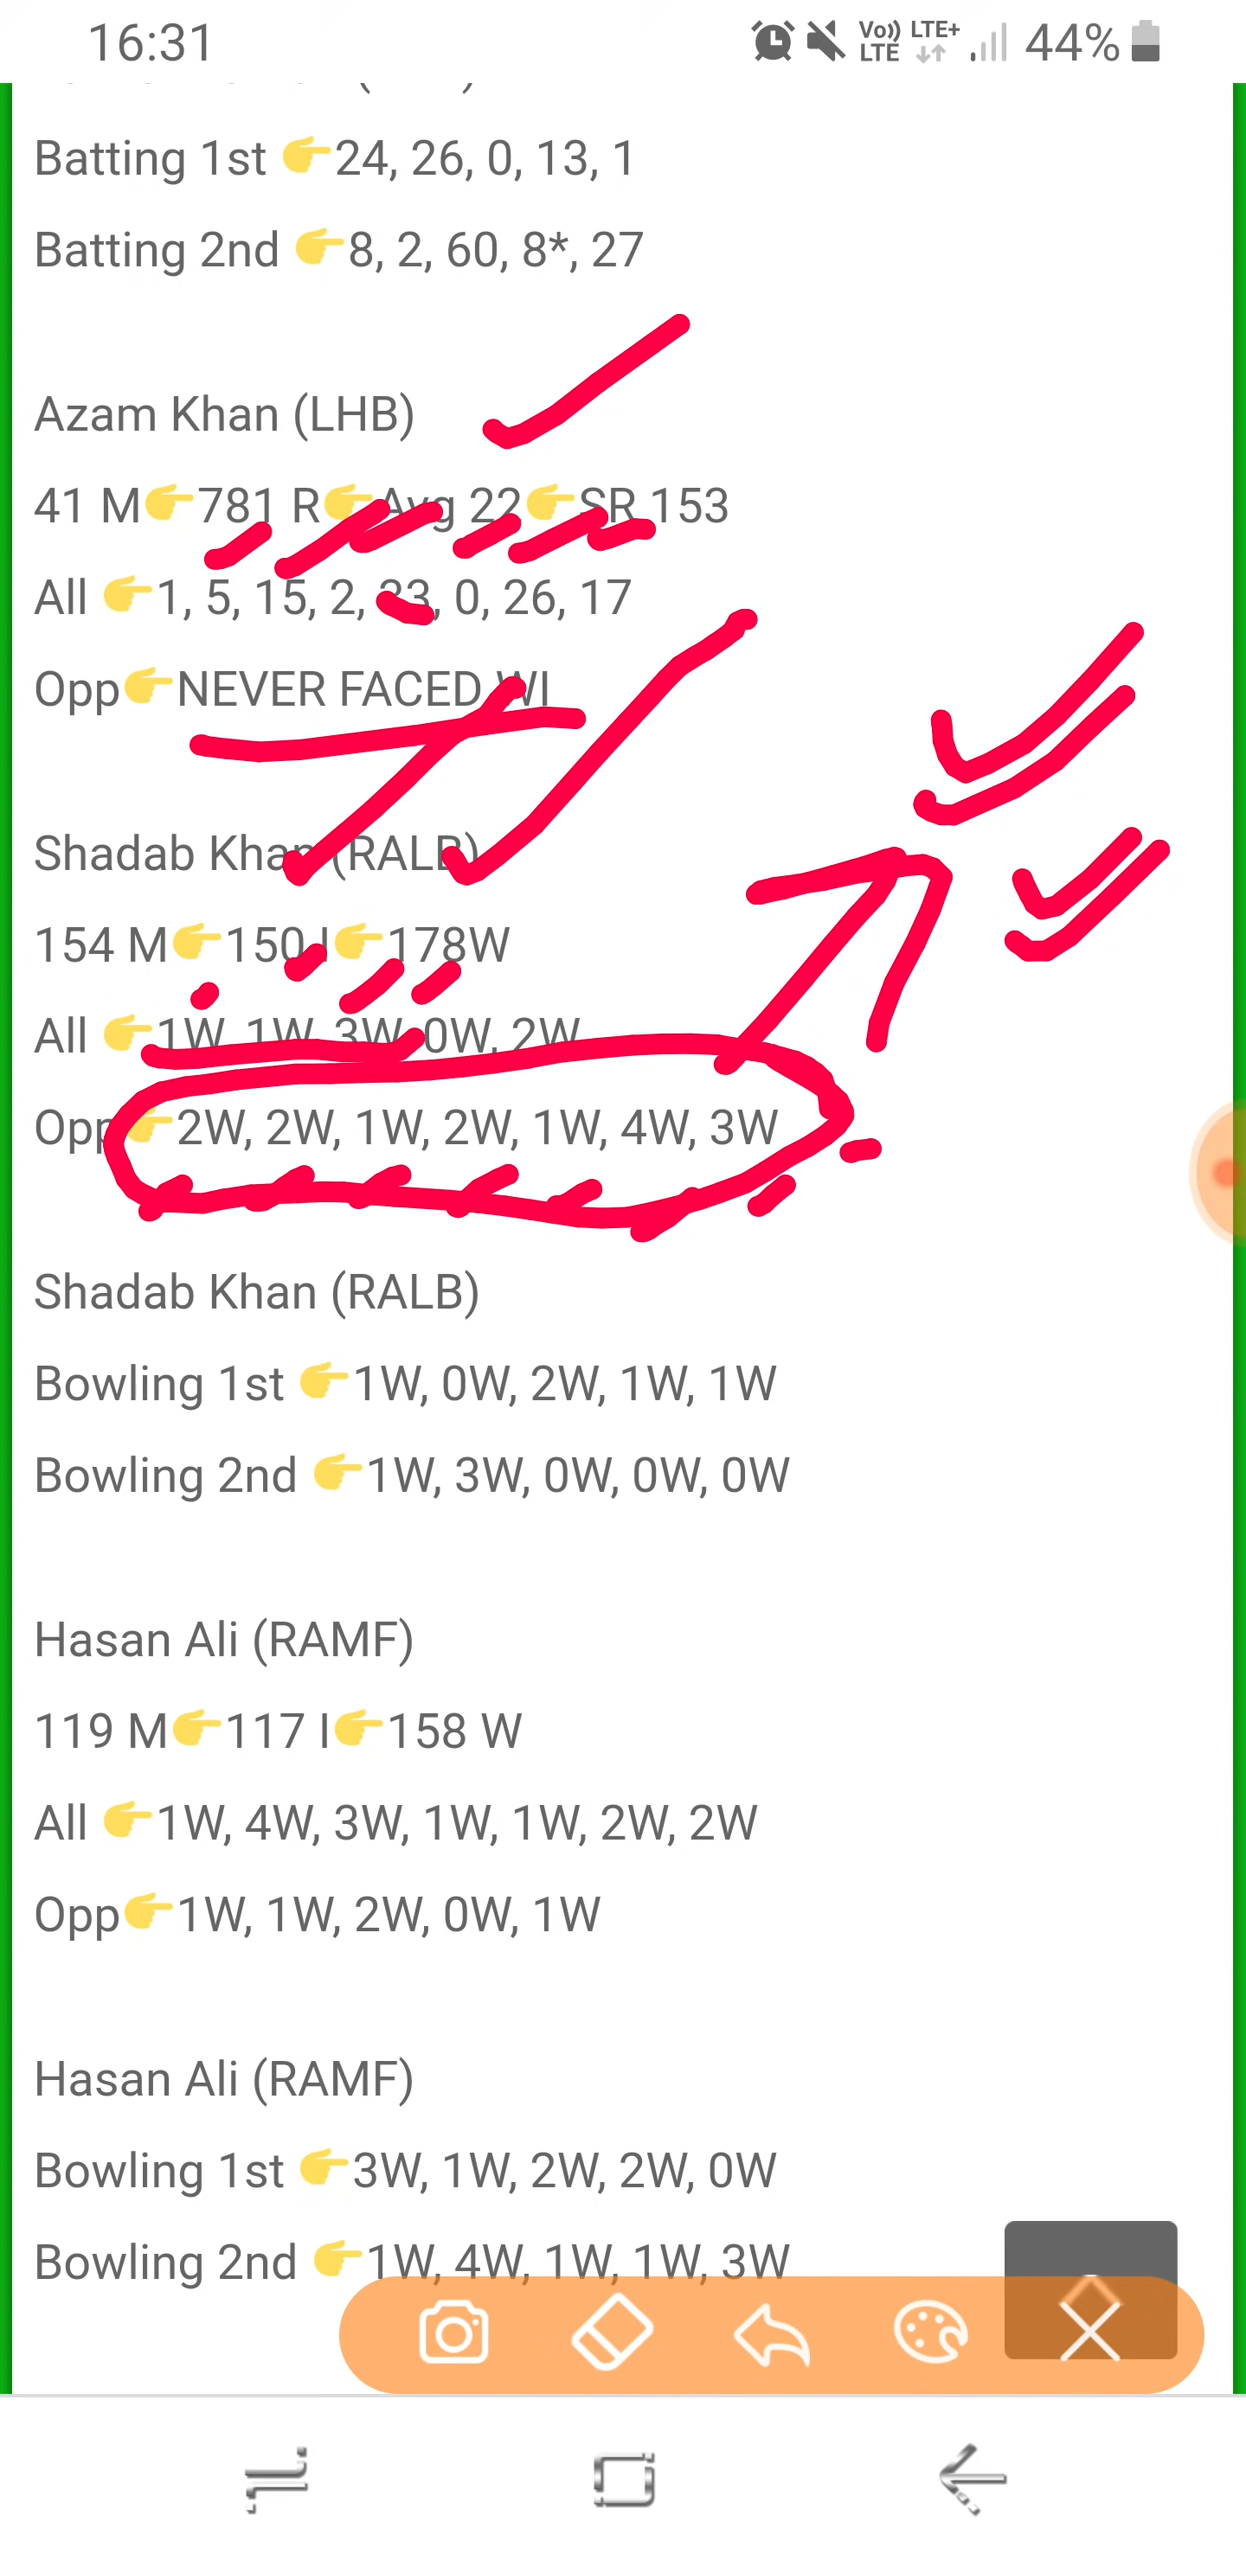 16:31 Vo)) LTE LTE+ 44%
Batting 1st 👉24, 26, 0, 13, 1
Batting 2nd 👉8, 2, 60, 8*, 27
Azam Khan (LHB)
41 M👉781 R👉Avg 22👉SR 153
All 👉1, 5, 15, 2, 23, 0, 26, 17
Opp👉NEVER FACED WI
Shadab Khan (RALB)
154 M👉150 I👉178W
All 👉1W, 1W, 3W, 0W, 2W
Opp👉2W, 2W, 1W, 2W, 1W, 4W, 3W
Shadab Khan (RALB)
Bowling 1st 👉1W, 0W, 2W, 1W, 1W
Bowling 2nd 👉1W, 3W, 0W, 0W, 0W
Hasan Ali (RAMF)
119 M👉117 I👉158 W
All 👉1W, 4W, 3W, 1W, 1W, 2W, 2W
Opp👉1W, 1W, 2W, 0W, 1W
Hasan Ali (RAMF)
Bowling 1st 👉3W, 1W, 2W, 2W, 0W
Bowling 2nd 👉1W, 4W, 1W, 1W, 3W